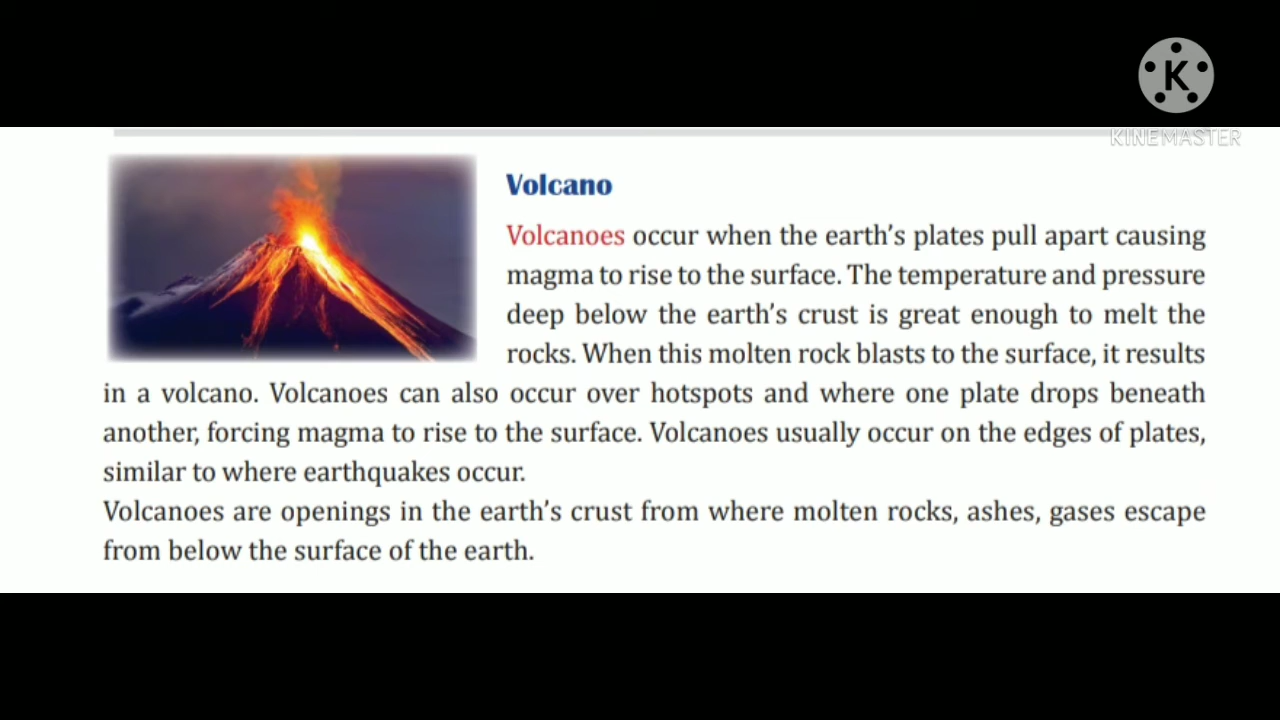 K
KINEMASTER
Volcano
Volcanoes occur when the earth's plates pull apart causing
magma to rise to the surface. The temperature and pressure
deep below the earth's crust is great enough to melt the
rocks. When this molten rock blasts to the surface, it results
in a volcano. Volcanoes can also occur over hotspots and where one plate drops beneath
another, forcing magma to rise to the surface. Volcanoes usually occur on the edges of plates,
similar to where earthquakes occur.
Volcanoes are openings in the earth's crust from where molten rocks, ashes, gases escape
from below the surface of the earth.